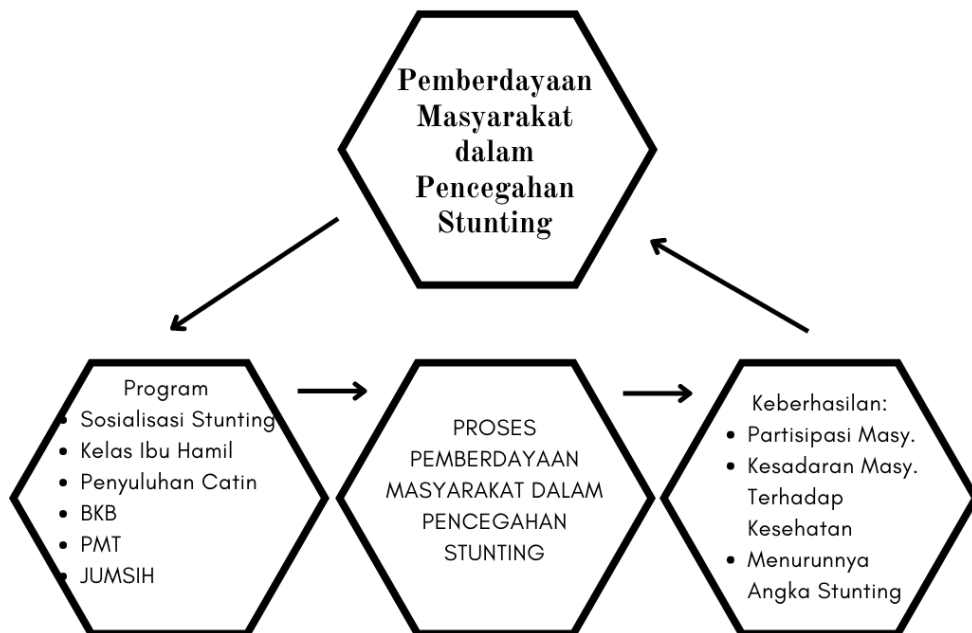 Pemberdayaan
Masyarakat
dalam
Pencegahan
Stunting
Program
• Sosialisasi Stunting
• Kelas Ibu Hamil
• Penyuluhan Catin
• BKB
• PMT
• JUMSIH
PROSES
PEMBERDAYAAN
MASYARAKAT DALAM
PENCEGAHAN
STUNTING
Keberhasilan:
• Partisipasi Masy.
• Kesadaran Masy.
Terhadap
Kesehatan
• Menurunnya
Angka Stunting